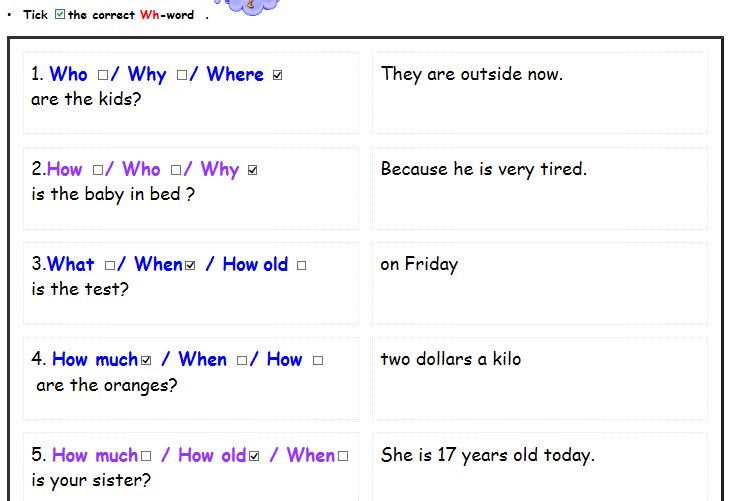 • Tick ☑ the correct Wh-word .
1. Who ☐ / Why ☐ / Where ☑
are the kids?
They are outside now.
2.How ☐ / Who ☐ / Why ☑
is the baby in bed ?
Because he is very tired.
3.What ☐ / When ☑ / How old ☐
is the test?
on Friday
4. How much ☑ / When ☐ / How ☐
are the oranges?
two dollars a kilo
5. How much ☐ / How old ☑ / When ☐
is your sister?
She is 17 years old today.